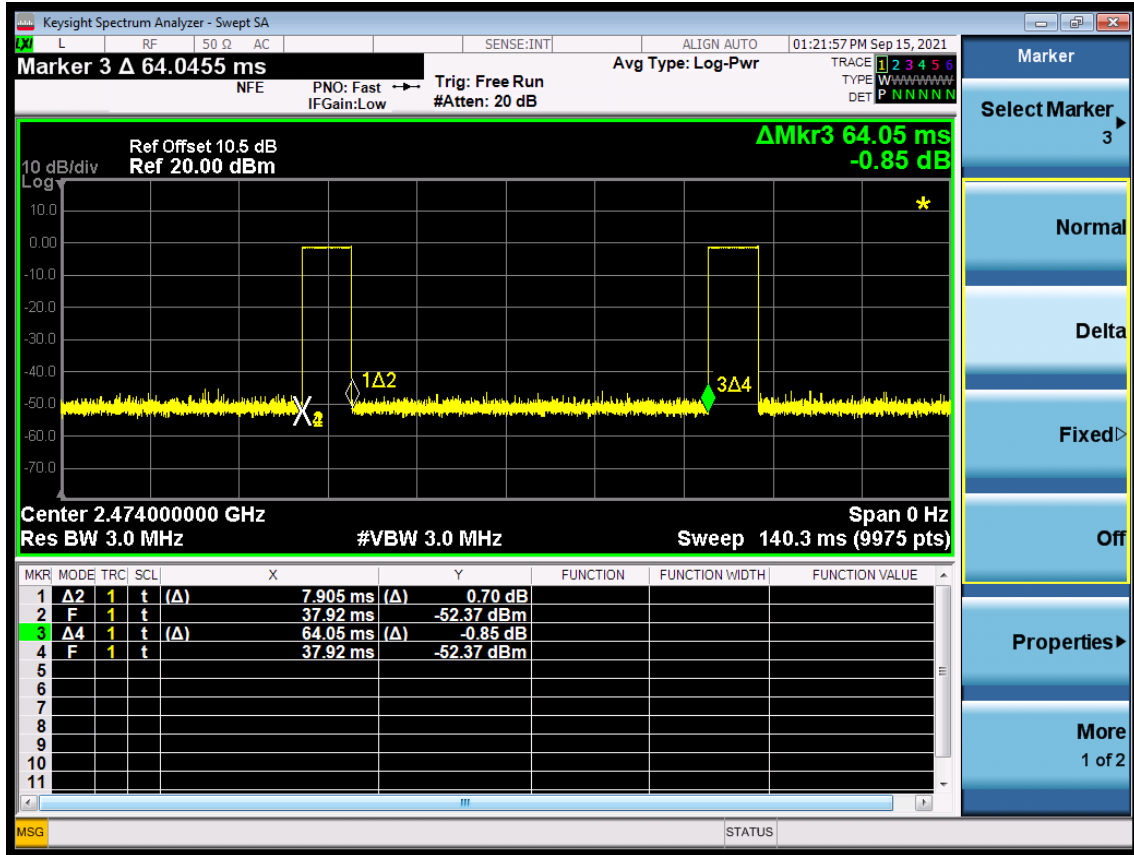 Keysight Spectrum Analyzer - Swept SA
LXI L RF 50 Ω AC SENSE:INT ALIGN AUTO 01:21:57 PM Sep 15, 2021
Marker 3 Δ 64.0455 ms
NFE PNO: Fast Trig: Free Run Avg Type: Log-Pwr TRACE 1 2 3 4 5 6
IFGain:Low #Atten: 20 dB TYPE WWWWWWW
DET P N N N N N
Ref Offset 10.5 dB ΔMkr3 64.05 ms
10 dB/div Ref 20.00 dBm -0.85 dB
Log
10.0
0.00
-10.0
-20.0
-30.0
-40.0
-50.0
-60.0
-70.0
1Δ2
3Δ4
*
Center 2.474000000 GHz Span 0 Hz
Res BW 3.0 MHz #VBW 3.0 MHz Sweep 140.3 ms (9975 pts)
MKR MODE TRC SCL X Y FUNCTION FUNCTION WIDTH FUNCTION VALUE
1 Δ2 1 t (Δ) 7.905 ms (Δ) 0.70 dB
2 F 1 t 37.92 ms -52.37 dBm
3 Δ4 1 t (Δ) 64.05 ms (Δ) -0.85 dB
4 F 1 t 37.92 ms -52.37 dBm
5
6
7
8
9
10
11
MSG STATUS
Marker
Select Marker
3
Normal
Delta
Fixed
Off
Properties
More
1 of 2